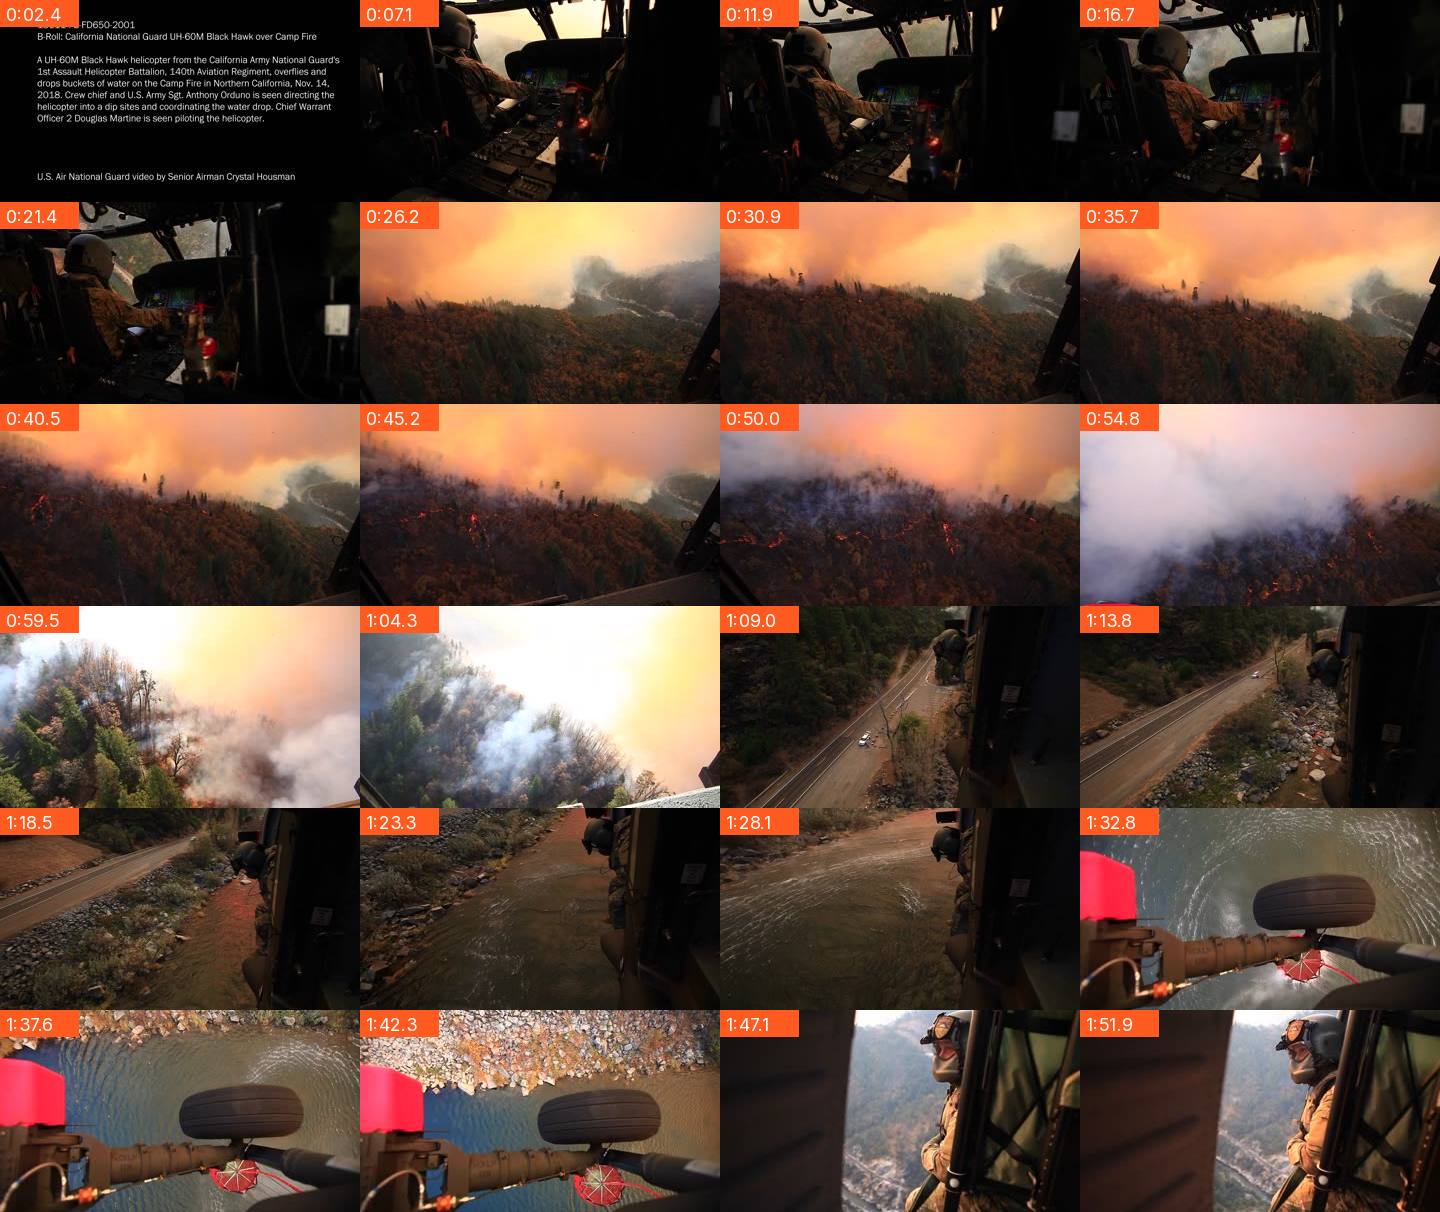 0:02.4
-FD650-2001
B-Roll: California National Guard UH-60M Black Hawk over Camp Fire
A UH-60M Black Hawk helicopter from the California Army National Guard's
1st Assault Helicopter Battalion, 140th Aviation Regiment, overflies and
drops buckets of water on the Camp Fire in Northern California, Nov. 14,
2018. Crew chief and U.S. Army Sgt. Anthony Orduno is seen directing the
helicopter into a dip sites and coordinating the water drop. Chief Warrant
Officer 2 Douglas Martine is seen piloting the helicopter.
U.S. Air National Guard video by Senior Airman Crystal Housman
0:07.1
0:11.9
0:16.7
0:21.4
0:26.2
0:30.9
0:35.7
0:40.5
0:45.2
0:50.0
0:54.8
0:59.5
1:04.3
1:09.0
1:13.8
1:18.5
1:23.3
1:28.1
1:32.8
1:37.6
1:42.3
1:47.1
1:51.9